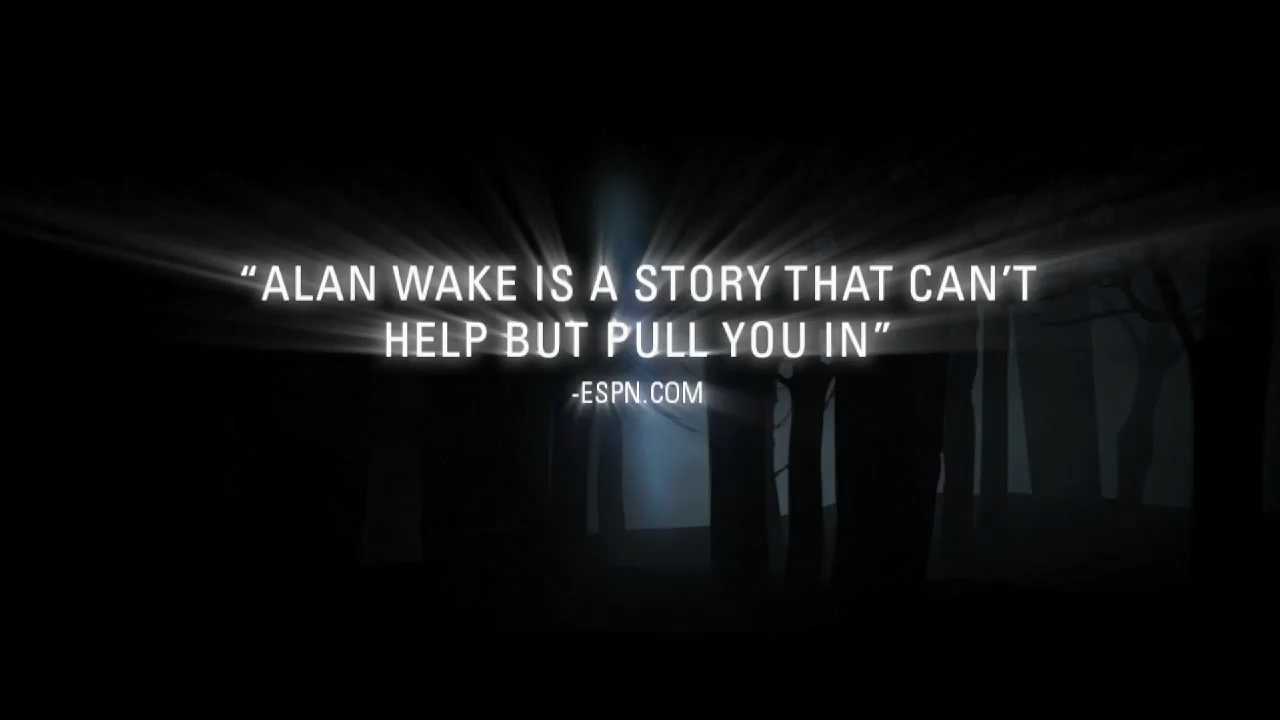 “ALAN WAKE IS A STORY THAT CAN’T
HELP BUT PULL YOU IN”
-ESPN.COM